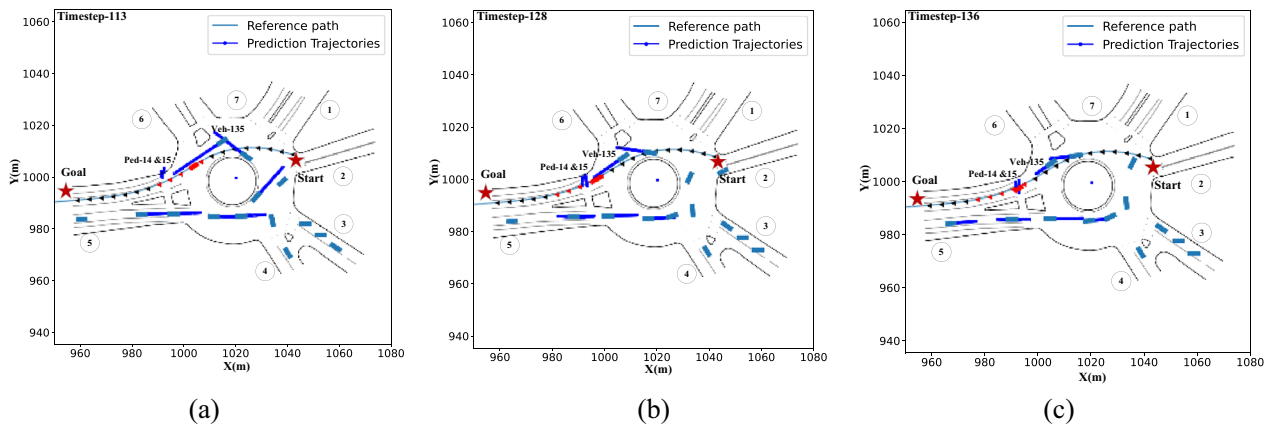 Timestep-113
Reference path
Prediction Trajectories
1060
1040
1020
1000
980
960
940
Y(m)
960
980
1000
1020
1040
1060
1080
X(m)
7
6
1
Veh-135
Ped-14 &15
Goal
Start
2
3
5
4
(a)
Timestep-128
Reference path
Prediction Trajectories
1060
1040
1020
1000
980
960
940
960
980
1000
1020
1040
1060
1080
X(m)
7
6
1
Veh-135
Ped-14 &15
Goal
Start
2
3
5
4
(b)
Timestep-136
Reference path
Prediction Trajectories
1060
1040
1020
1000
980
960
940
Y(m)
960
980
1000
1020
1040
1060
1080
X(m)
7
6
1
Veh-135
Ped-14 &15
Goal
Start
2
3
5
4
(c)